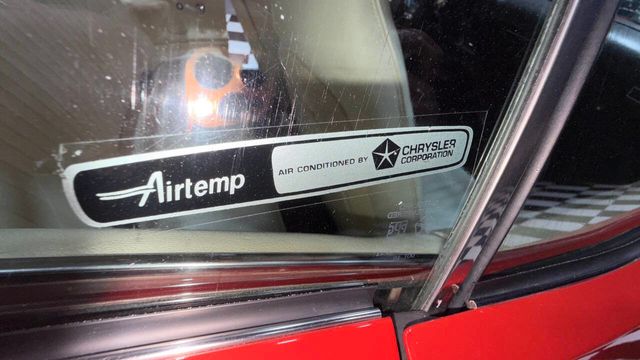 Airtemp
AIR CONDITIONED BY
CHRYSLER
CORPORATION